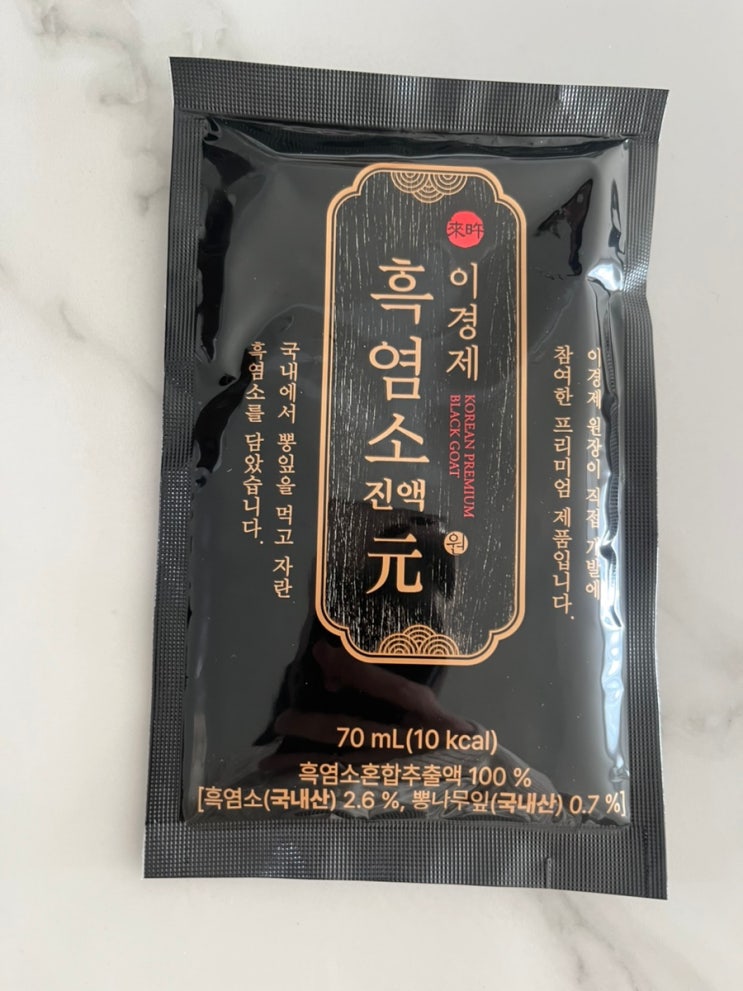 來昨
이경제
흑염소
진액
元
원
KOREAN PREMIUM
BLACK GOAT
이경제 원장이 직접 개발에
참여한 프리미엄 제품입니다.
국내에서 뽕잎을 먹고 자란
흑염소를 담았습니다.
70 mL(10 kcal)
흑염소혼합추출액 100 %
[흑염소(국내산) 2.6 %, 뽕나무잎(국내산) 0.7 %]